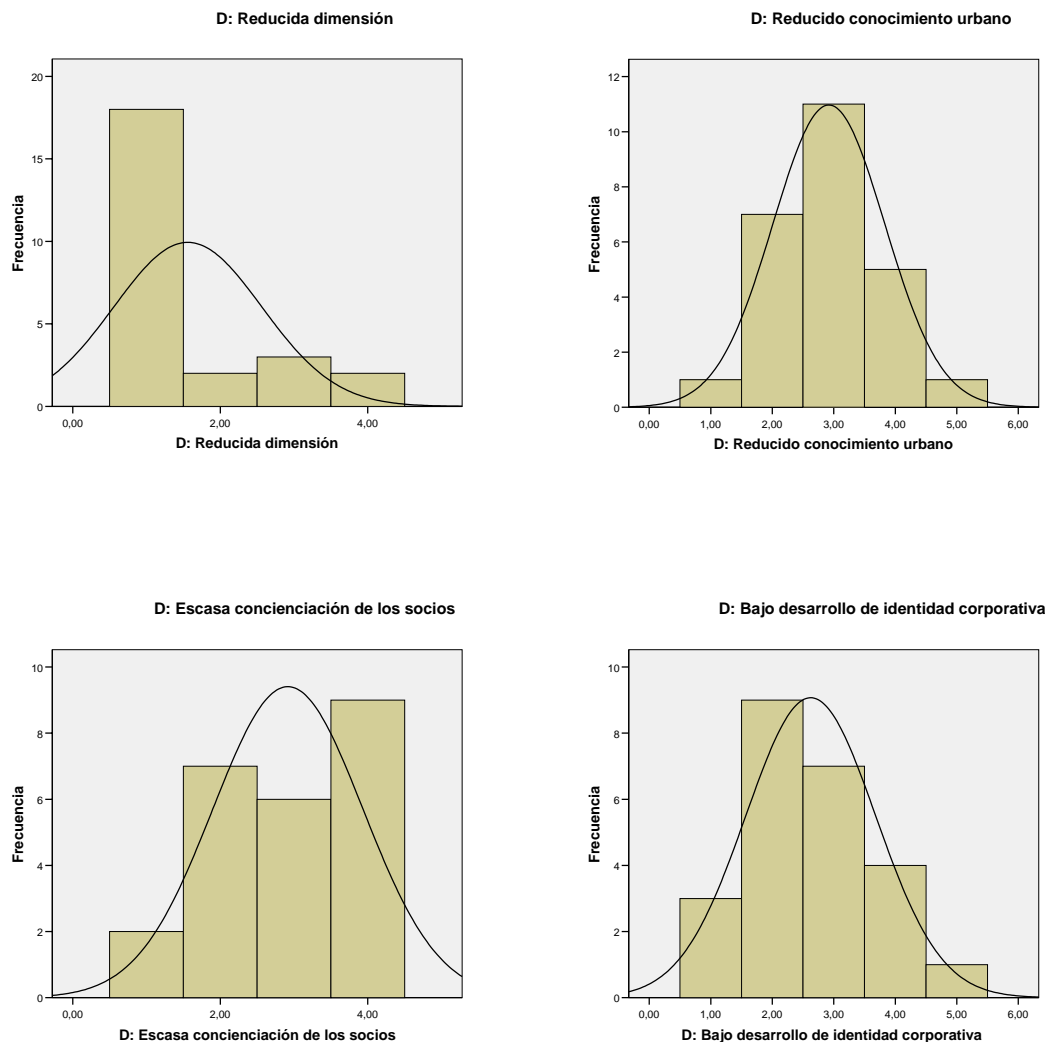 D: Reducida dimensión
20
15
10
5
0
Frecuencia
0,00 2,00 4,00
D: Reducida dimensión
D: Reducido conocimiento urbano
12
10
8
6
4
2
0
Frecuencia
0,00 1,00 2,00 3,00 4,00 5,00 6,00
D: Reducido conocimiento urbano
D: Escasa concienciación de los socios
10
8
6
4
2
0
Frecuencia
0,00 2,00 4,00
D: Escasa concienciación de los socios
D: Bajo desarrollo de identidad corporativa
10
8
6
4
2
0
Frecuencia
0,00 1,00 2,00 3,00 4,00 5,00 6,00
D: Bajo desarrollo de identidad corporativa